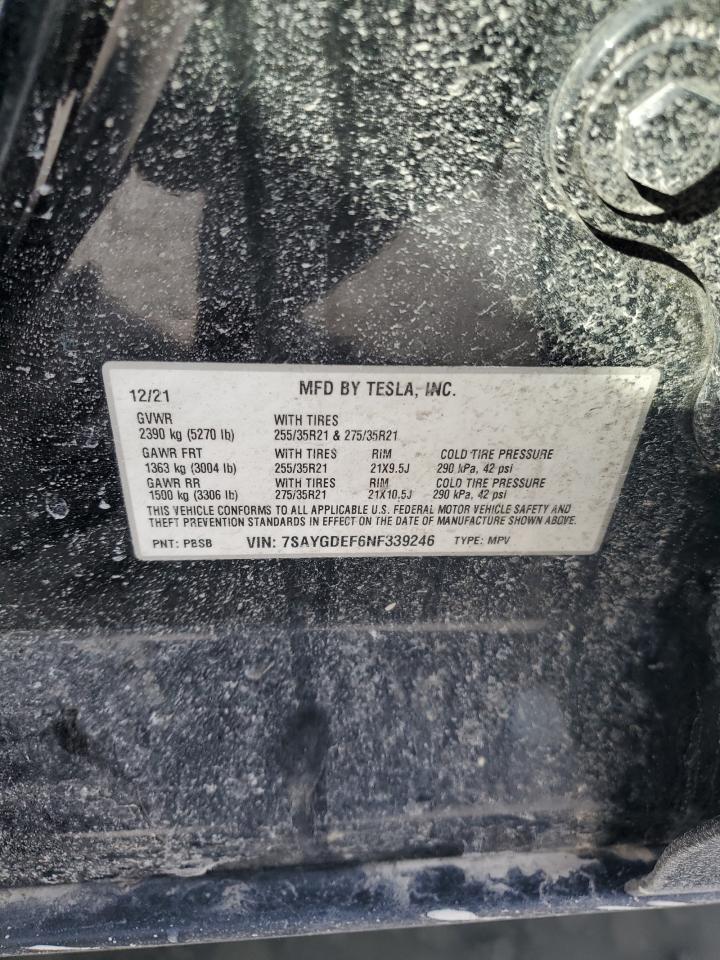 12/21 MFD BY TESLA, INC.
GVWR WITH TIRES
2390 kg (5270 lb) 255/35R21 & 275/35R21
GAWR FRT WITH TIRES RIM COLD TIRE PRESSURE
1363 kg (3004 lb) 255/35R21 21X9.5J 290 kPa, 42 psi
GAWR RR WITH TIRES RIM COLD TIRE PRESSURE
1500 kg (3306 lb) 275/35R21 21X10.5J 290 kPa, 42 psi
THIS VEHICLE CONFORMS TO ALL APPLICABLE U.S. FEDERAL MOTOR VEHICLE SAFETY AND
THEFT PREVENTION STANDARDS IN EFFECT ON THE DATE OF MANUFACTURE SHOWN ABOVE.
PNT: PBSB VIN: 7SAYGDEF6NF339246 TYPE: MPV